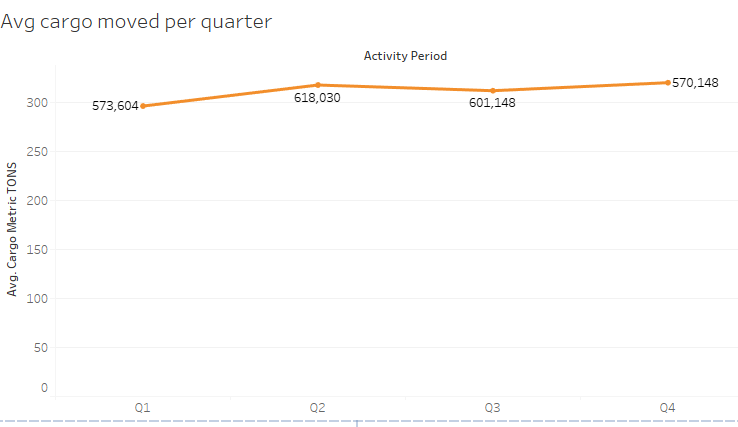 Avg cargo moved per quarter
Activity Period
Avg. Cargo Metric TONS
300
250
200
150
100
50
0
573,604
618,030
601,148
570,148
Q1
Q2
Q3
Q4